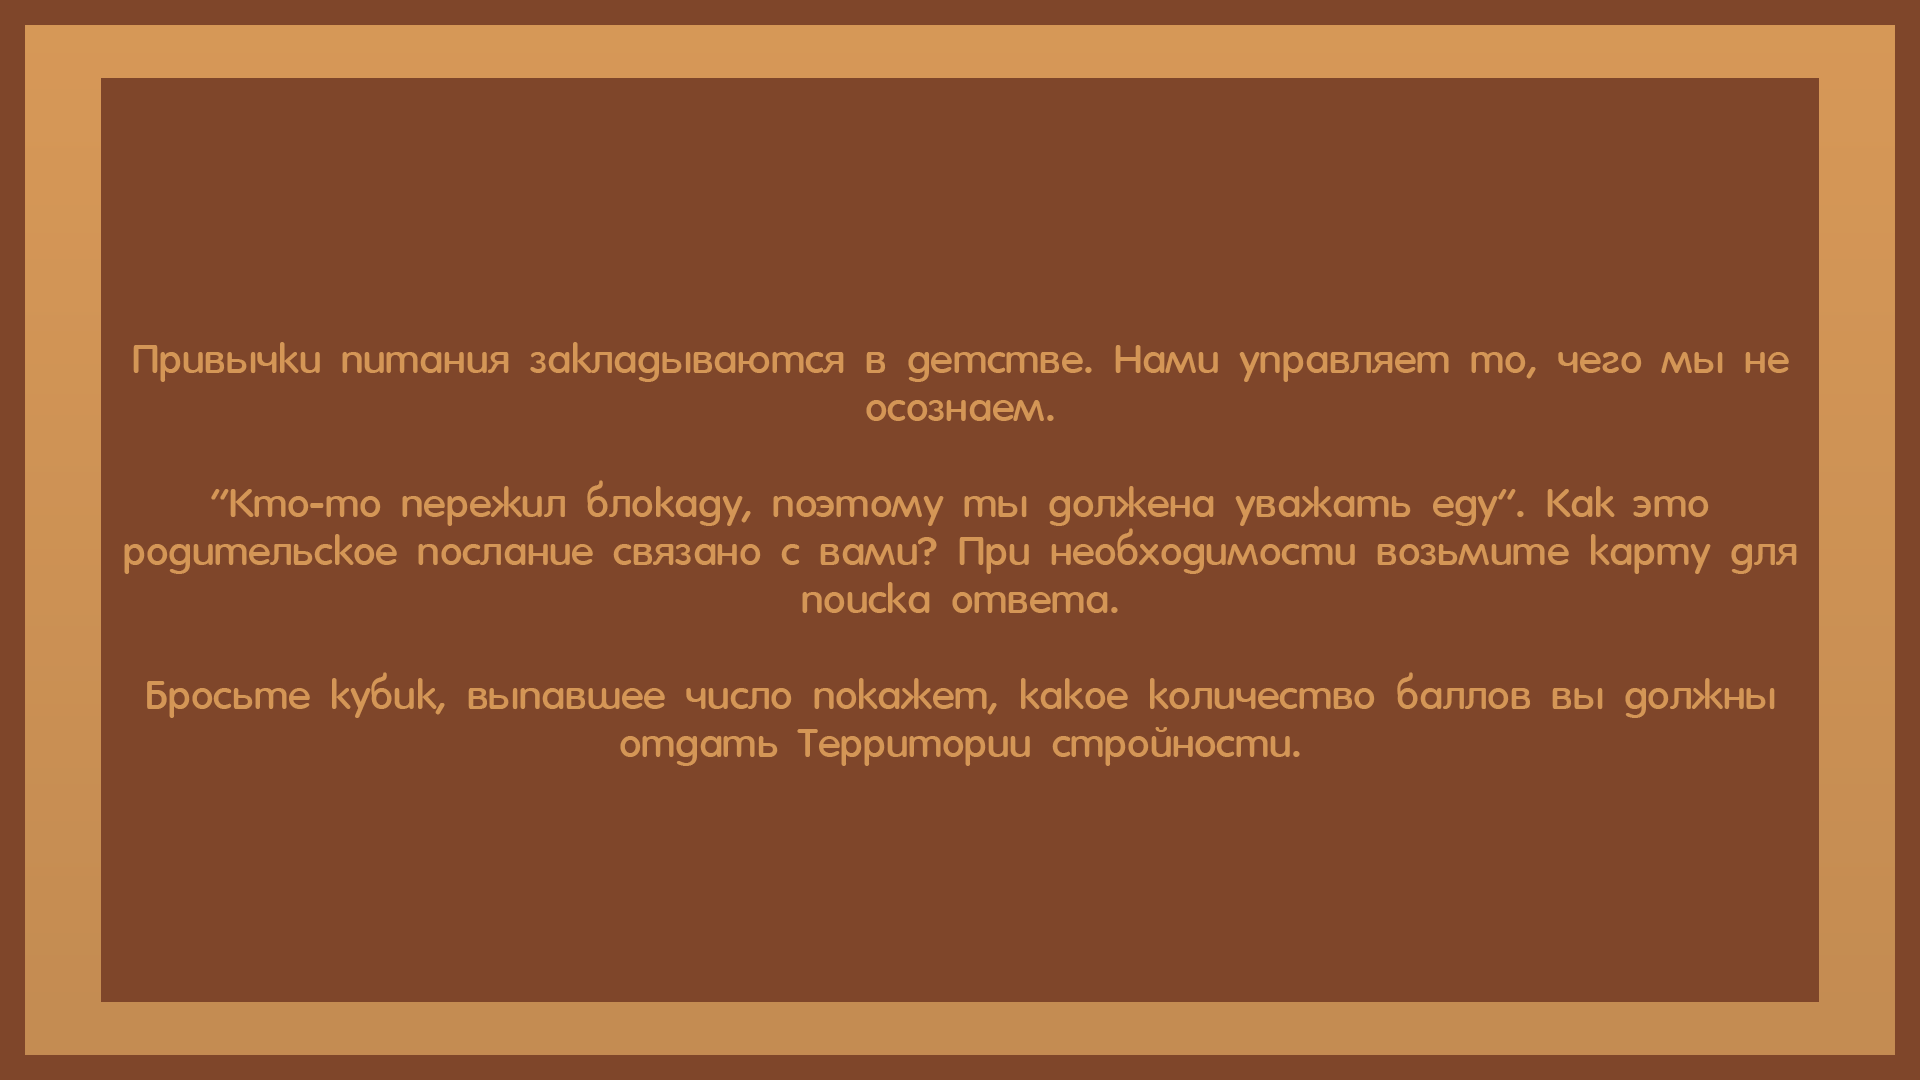 Привычки питания закладываются в детстве. Нами управляет то, чего мы не
осознаем.
"Кто-то пережил блокаду, поэтому ты должена уважать еду". Как это
родительское послание связано с вами? При необходимости возьмите карту для
поиска ответа.
Бросьте кубик, выпавшее число покажет, какое количество баллов вы должны
отдать Территории стройности.